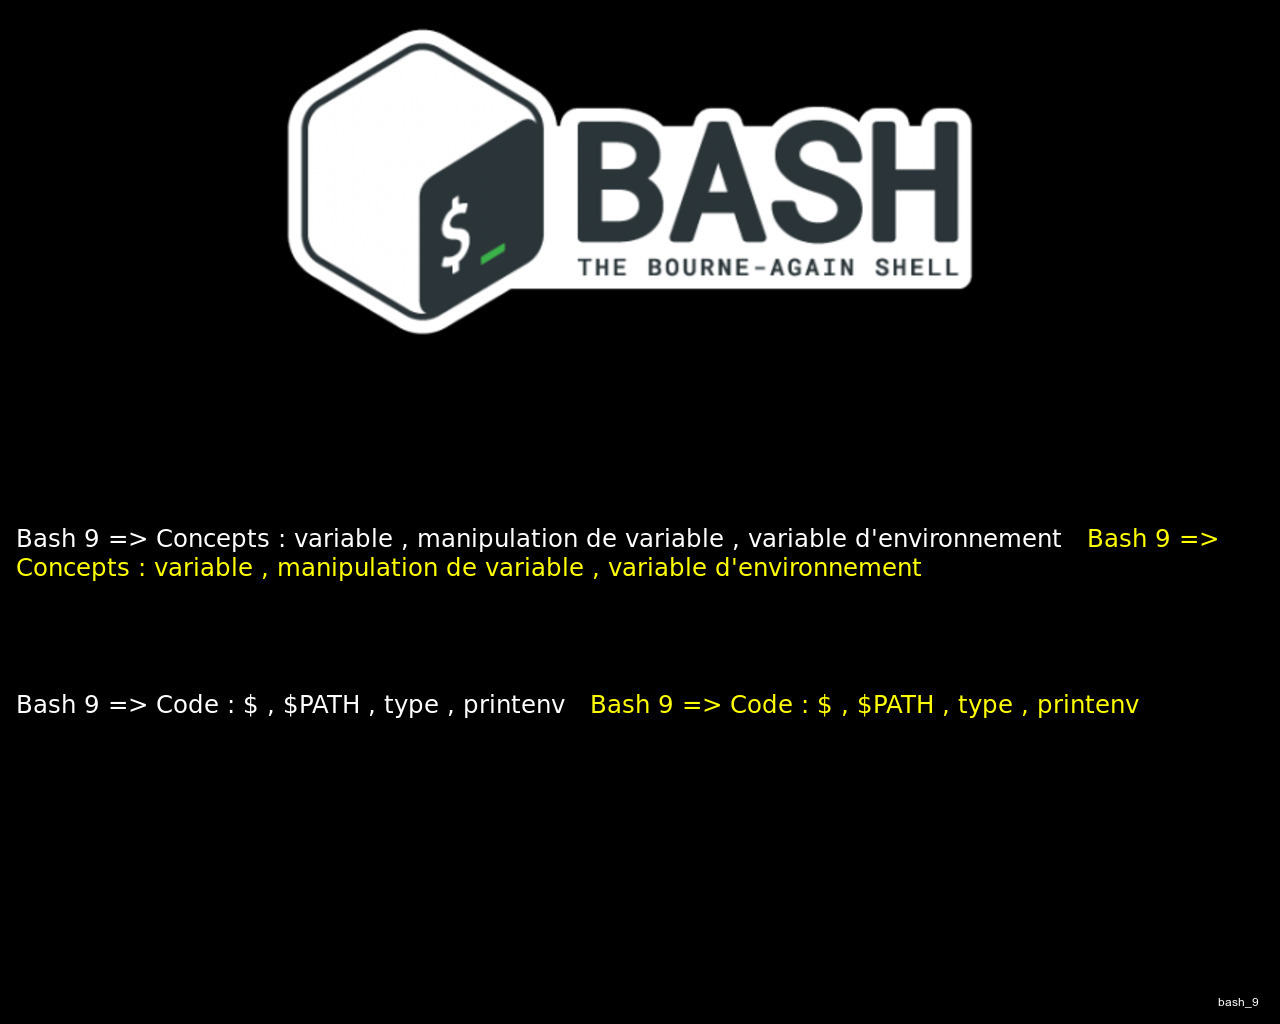 $_
BASH
THE BOURNE-AGAIN SHELL
Bash 9 => Concepts : variable , manipulation de variable , variable d'environnement Bash 9 =>
Concepts : variable , manipulation de variable , variable d'environnement
Bash 9 => Code : $ , $PATH , type , printenv Bash 9 => Code : $ , $PATH , type , printenv
bash_9